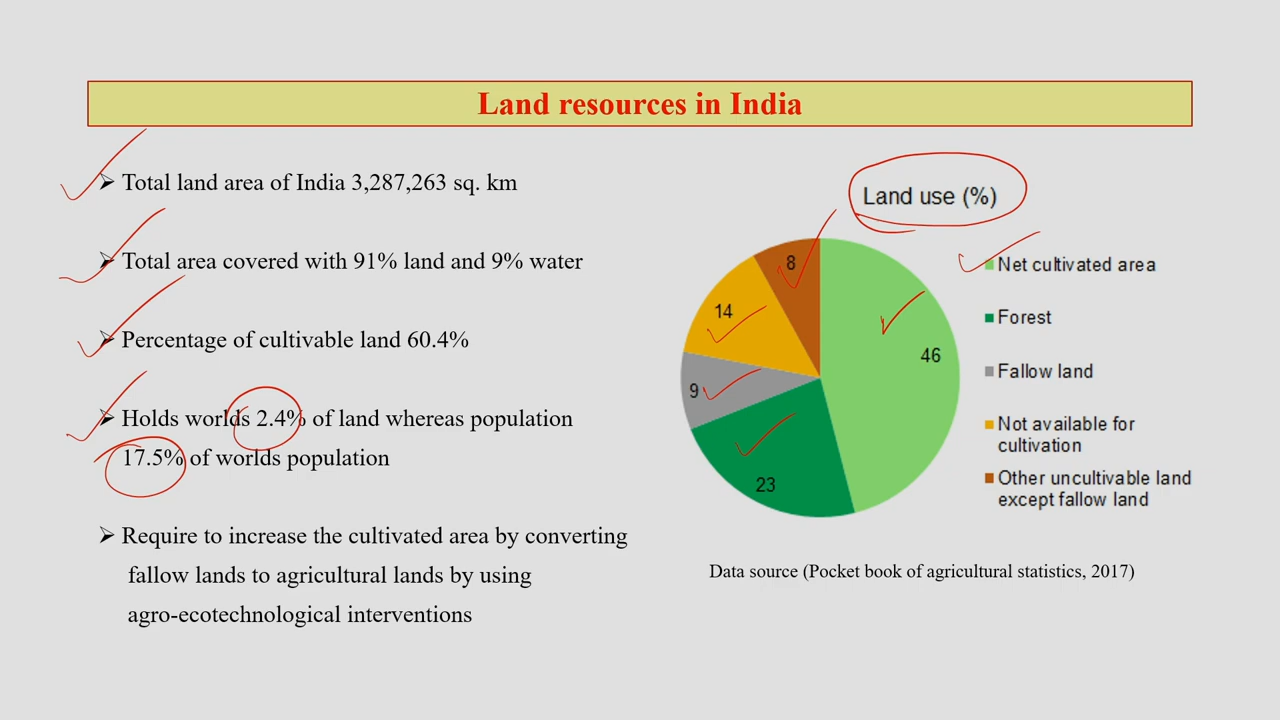 Land resources in India
➢ Total land area of India 3,287,263 sq. km
➢ Total area covered with 91% land and 9% water
➢ Percentage of cultivable land 60.4%
➢ Holds worlds 2.4% of land whereas population
17.5% of worlds population
➢ Require to increase the cultivated area by converting
fallow lands to agricultural lands by using
agro-ecotechnological interventions
Land use (%)
8
14
46
9
23
Net cultivated area
Forest
Fallow land
Not available for
cultivation
Other uncultivable land
except fallow land
Data source (Pocket book of agricultural statistics, 2017)